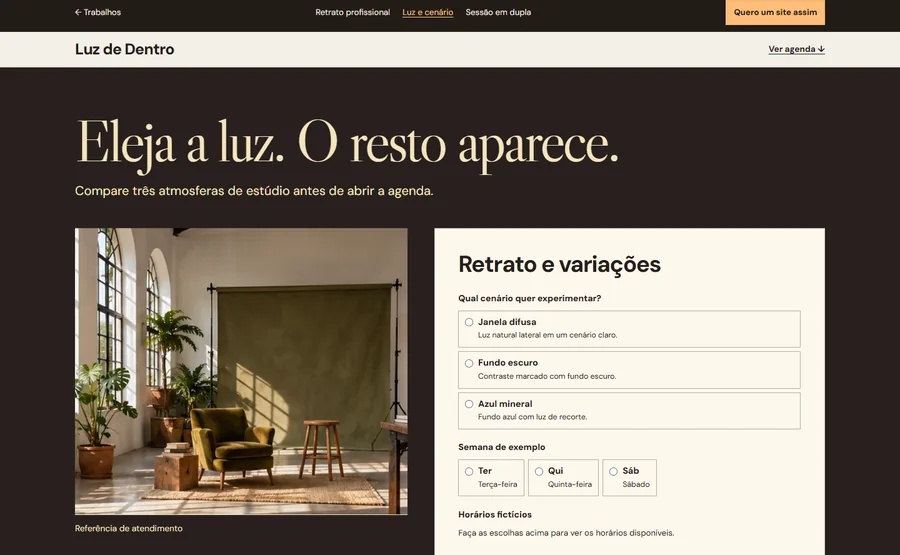 ← Trabalhos
Retrato profissional
Luz e cenário
Sessão em dupla
Quero um site assim
Luz de Dentro
Ver agenda ↓
Eleja a luz. O resto aparece.
Compare três atmosferas de estúdio antes de abrir a agenda.
Referência de atendimento
Retrato e variações
Qual cenário quer experimentar?
Janela difusa
Luz natural lateral em um cenário claro.
Fundo escuro
Contraste marcado com fundo escuro.
Azul mineral
Fundo azul com luz de recorte.
Semana de exemplo
Ter
Terça-feira
Qui
Quinta-feira
Sáb
Sábado
Horários fictícios
Faça as escolhas acima para ver os horários disponíveis.